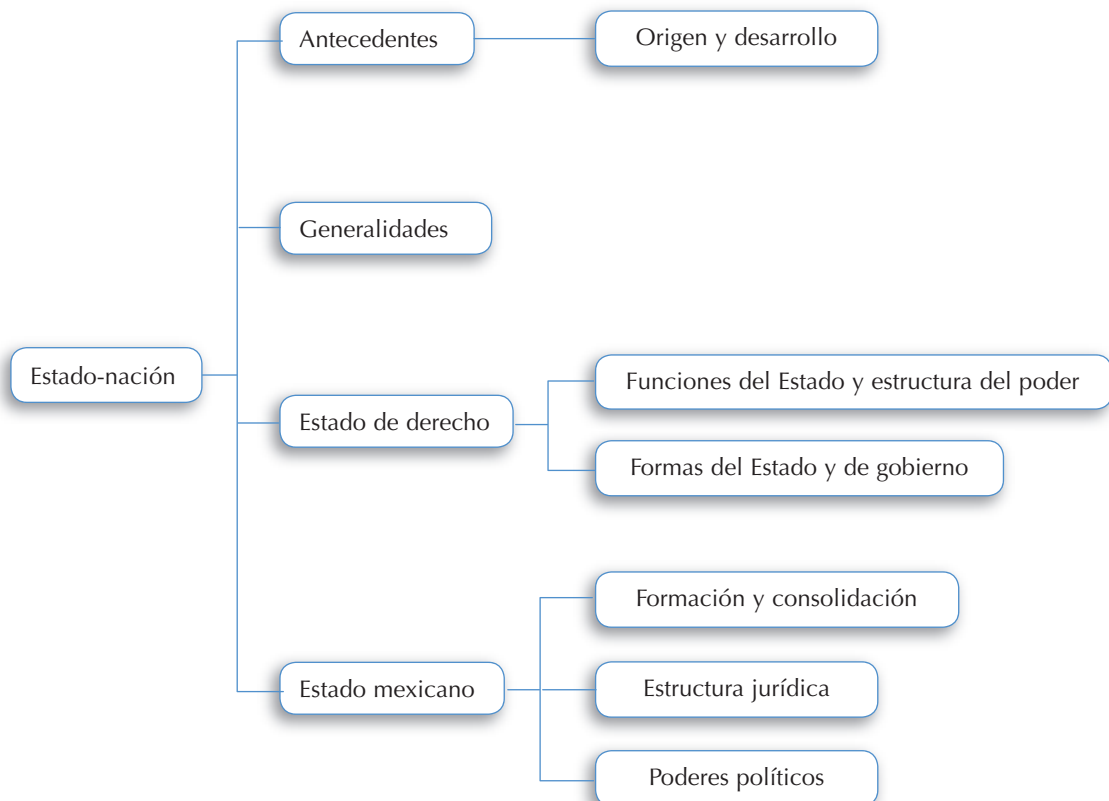 Antecedentes
Origen y desarrollo
Generalidades
Estado-nación
Estado de derecho
Funciones del Estado y estructura del poder
Formas del Estado y de gobierno
Estado mexicano
Formación y consolidación
Estructura jurídica
Poderes políticos